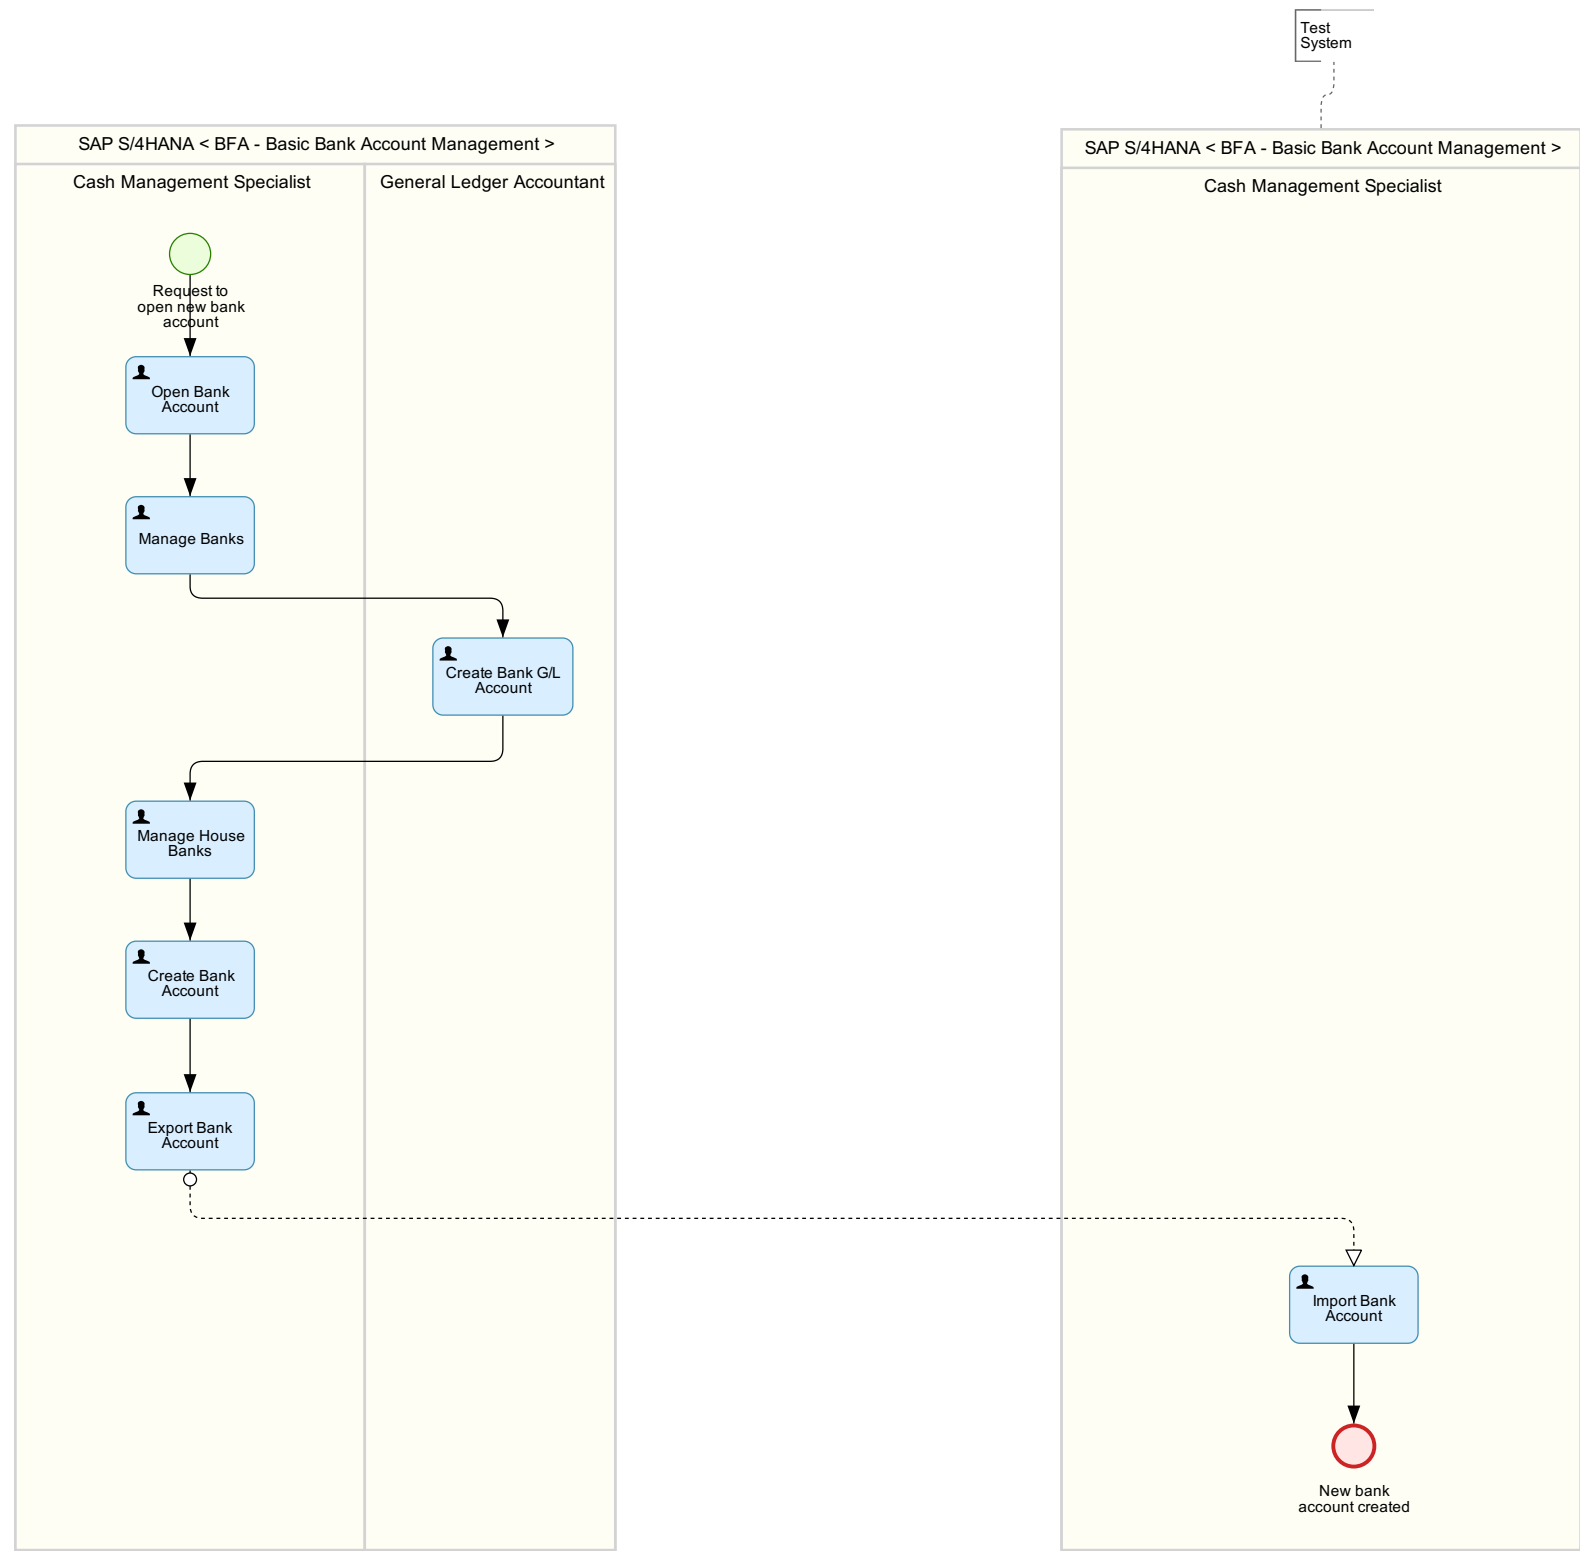 Test
System
SAP S/4HANA < BFA - Basic Bank Account Management >
SAP S/4HANA < BFA - Basic Bank Account Management >
Cash Management Specialist
General Ledger Accountant
Cash Management Specialist
Request to
open new bank
account
Open Bank
Account
Manage Banks
Create Bank G/L
Account
Manage House
Banks
Create Bank
Account
Export Bank
Account
Import Bank
Account
New bank
account created